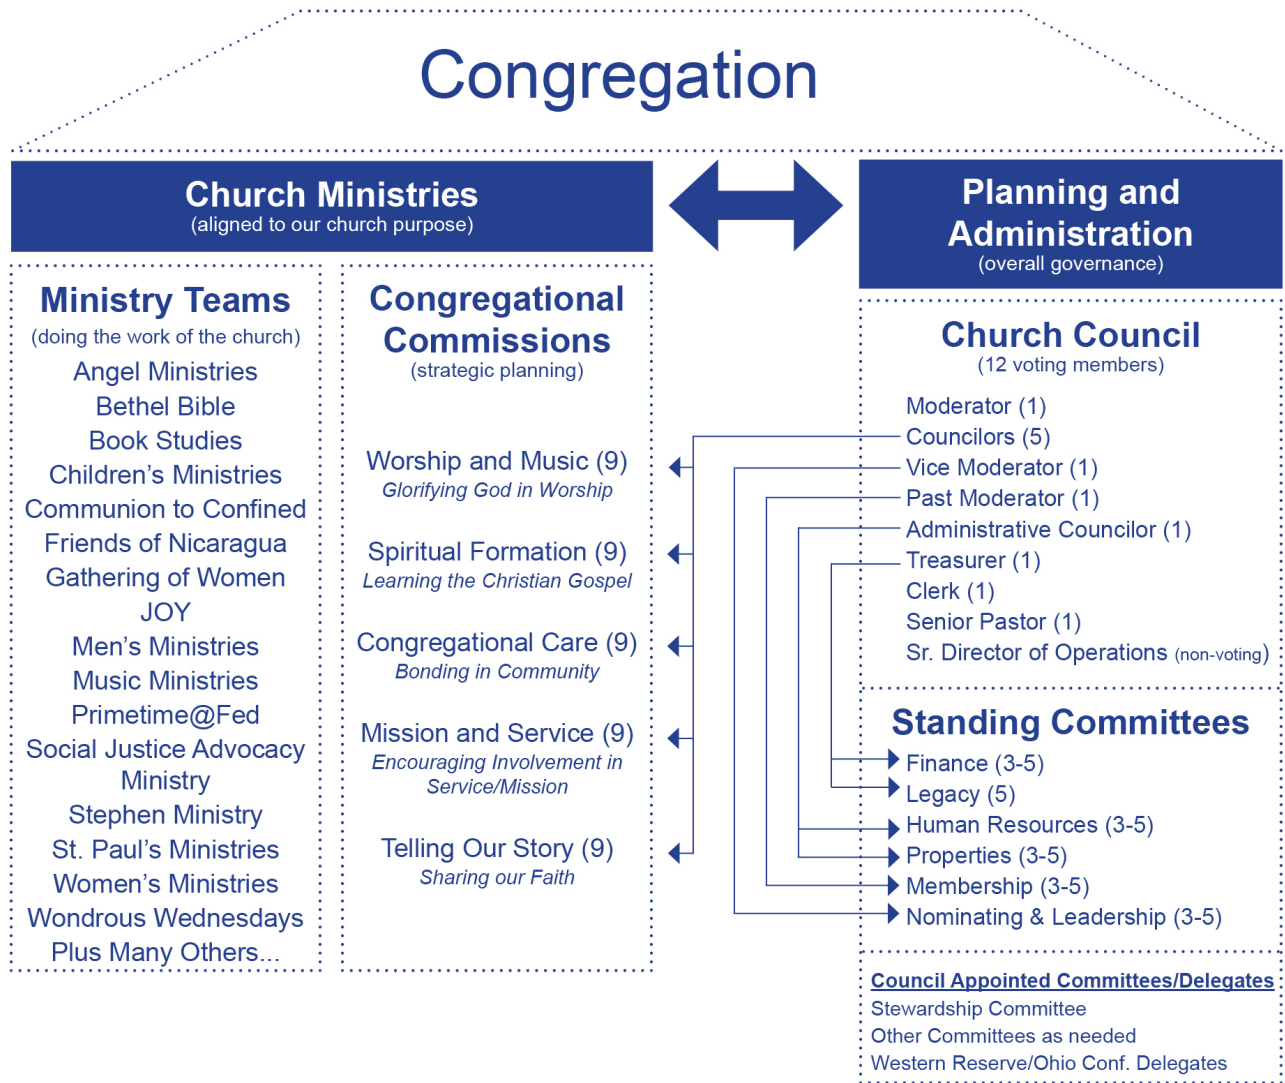 Congregation
Church Ministries
(aligned to our church purpose)
Planning and
Administration
(overall governance)
Ministry Teams
(doing the work of the church)
Angel Ministries
Bethel Bible
Book Studies
Children's Ministries
Communion to Confined
Friends of Nicaragua
Gathering of Women
JOY
Men's Ministries
Music Ministries
Primetime@Fed
Social Justice Advocacy
Ministry
Stephen Ministry
St. Paul's Ministries
Women's Ministries
Wondrous Wednesdays
Plus Many Others...
Congregational
Commissions
(strategic planning)
Worship and Music (9)
Glorifying God in Worship
Spiritual Formation (9)
Learning the Christian Gospel
Congregational Care (9)
Bonding in Community
Mission and Service (9)
Encouraging Involvement in
Service/Mission
Telling Our Story (9)
Sharing our Faith
Church Council
(12 voting members)
Moderator (1)
Councilors (5)
Vice Moderator (1)
Past Moderator (1)
Administrative Councilor (1)
Treasurer (1)
Clerk (1)
Senior Pastor (1)
Sr. Director of Operations (non-voting)
Standing Committees
Finance (3-5)
Legacy (5)
Human Resources (3-5)
Properties (3-5)
Membership (3-5)
Nominating & Leadership (3-5)
Council Appointed Committees/Delegates
Stewardship Committee
Other Committees as needed
Western Reserve/Ohio Conf. Delegates